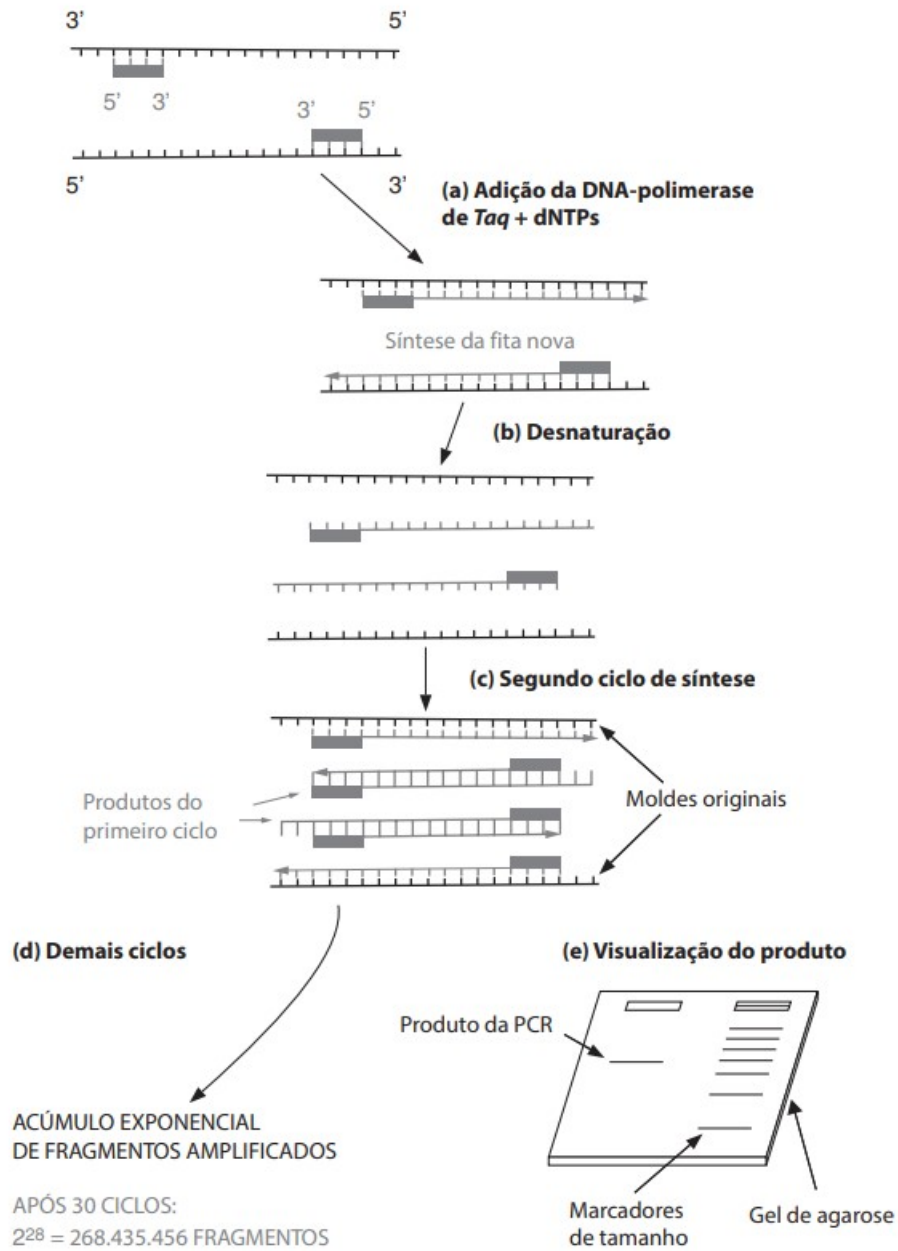 3’ 5’
5’ 3’
3’ 5’
5’ 3’
(a) Adição da DNA-polimerase
de Taq + dNTPs
Síntese da fita nova
(b) Desnaturação
(c) Segundo ciclo de síntese
Produtos do
primeiro ciclo
Moldes originais
(d) Demais ciclos
ACÚMULO EXPONENCIAL
DE FRAGMENTOS AMPLIFICADOS
APÓS 30 CICLOS:
2²⁸ = 268.435.456 FRAGMENTOS
(e) Visualização do produto
Produto da PCR
Marcadores
de tamanho
Gel de agarose